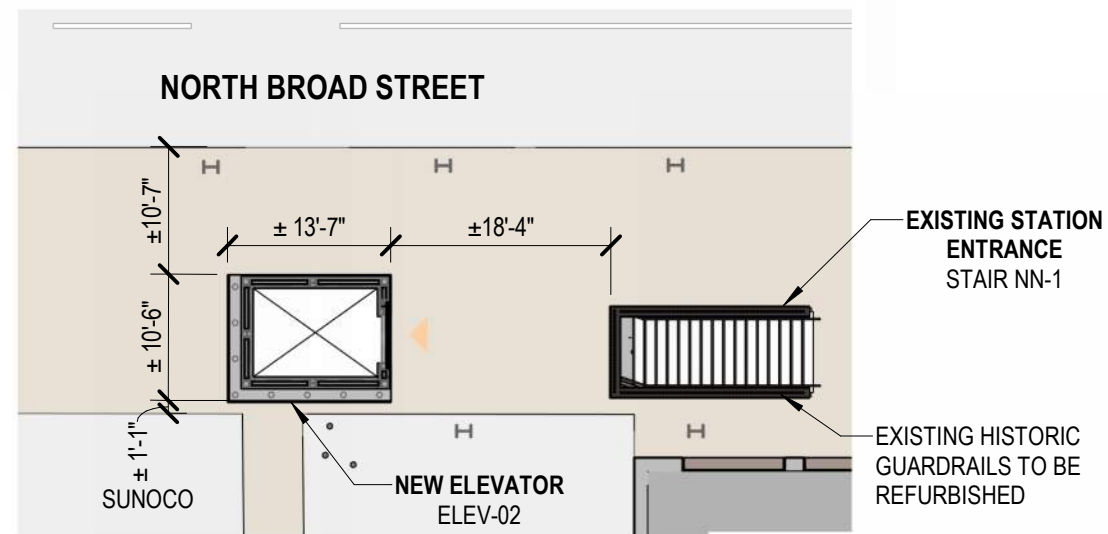 NORTH BROAD STREET
±10'-7"
± 13'-7"
±18'-4"
EXISTING STATION
ENTRANCE
STAIR NN-1
± 10'-6"
± 1'-1"
SUNOCO
NEW ELEVATOR
ELEV-02
EXISTING HISTORIC
GUARDRAILS TO BE
REFURBISHED